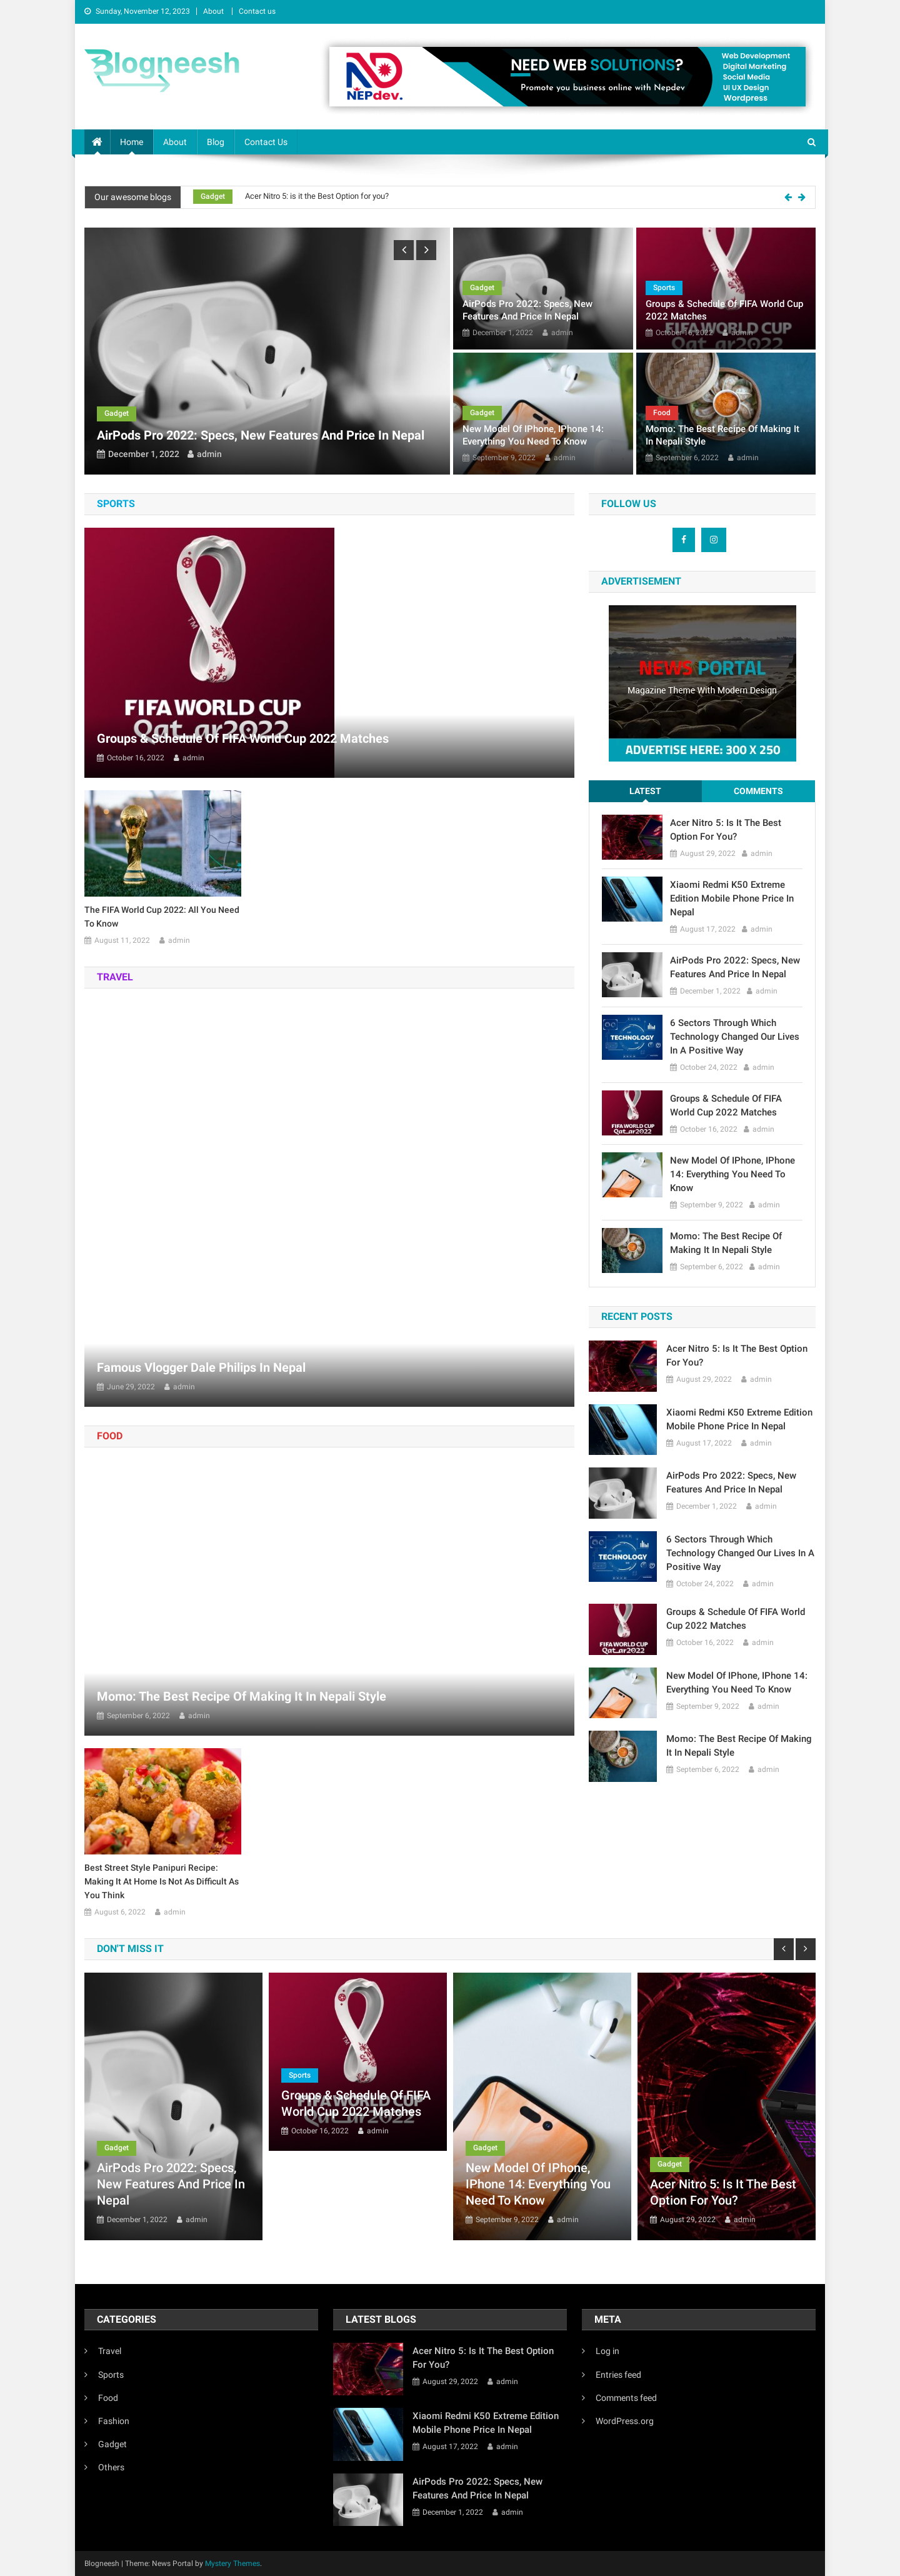 Sunday, November 12, 2023 | About | Contact us
Blogneesh
ND
NEPdev.
NEED WEB SOLUTIONS?
Promote you business online with Nepdev
Web Development
Digital Marketing
Social Media
UI UX Design
Wordpress
Home About Blog Contact Us
Our awesome blogs Gadget Acer Nitro 5: is it the Best Option for you?
Gadget
AirPods Pro 2022: Specs, New Features And Price In Nepal
December 1, 2022 admin
Gadget
AirPods Pro 2022: Specs, New
Features And Price In Nepal
December 1, 2022 admin
Sports
Groups & Schedule Of FIFA World Cup
2022 Matches
October 16, 2022 admin
FIFA WORLD CUP
Gadget
New Model Of IPhone, IPhone 14:
Everything You Need To Know
September 9, 2022 admin
Food
Momo: The Best Recipe Of Making It
In Nepali Style
September 6, 2022 admin
SPORTS
TM
FIFA WORLD CUP
Qatar2022
Groups & Schedule Of FIFA World Cup 2022 Matches
October 16, 2022 admin
The FIFA World Cup 2022: All You Need
To Know
August 11, 2022 admin
TRAVEL
Famous Vlogger Dale Philips In Nepal
June 29, 2022 admin
FOOD
Momo: The Best Recipe Of Making It In Nepali Style
September 6, 2022 admin
Best Street Style Panipuri Recipe:
Making It At Home Is Not As Difficult As
You Think
August 6, 2022 admin
FOLLOW US
ADVERTISEMENT
NEWS PORTAL
Magazine Theme With Modern Design
ADVERTISE HERE: 300 X 250
LATEST COMMENTS
Acer Nitro 5: Is It The Best
Option For You?
August 29, 2022 admin
Xiaomi Redmi K50 Extreme
Edition Mobile Phone Price In
Nepal
August 17, 2022 admin
AirPods Pro 2022: Specs, New
Features And Price In Nepal
December 1, 2022 admin
TECHNOLOGY
6 Sectors Through Which
Technology Changed Our Lives
In A Positive Way
October 24, 2022 admin
FIFA WORLD CUP
Qatar2022
Groups & Schedule Of FIFA
World Cup 2022 Matches
October 16, 2022 admin
New Model Of IPhone, IPhone
14: Everything You Need To
Know
September 9, 2022 admin
Momo: The Best Recipe Of
Making It In Nepali Style
September 6, 2022 admin
RECENT POSTS
Acer Nitro 5: Is It The Best Option
For You?
August 29, 2022 admin
Xiaomi Redmi K50 Extreme Edition
Mobile Phone Price In Nepal
August 17, 2022 admin
AirPods Pro 2022: Specs, New
Features And Price In Nepal
December 1, 2022 admin
TECHNOLOGY
6 Sectors Through Which
Technology Changed Our Lives In A
Positive Way
October 24, 2022 admin
FIFA WORLD CUP
Qatar2022
Groups & Schedule Of FIFA World
Cup 2022 Matches
October 16, 2022 admin
New Model Of IPhone, IPhone 14:
Everything You Need To Know
September 9, 2022 admin
Momo: The Best Recipe Of Making
It In Nepali Style
September 6, 2022 admin
DON'T MISS IT
Gadget
AirPods Pro 2022: Specs,
New Features And Price In
Nepal
December 1, 2022 admin
TM
FIFA WORLD CUP
Qatar2022
Sports
Groups & Schedule Of FIFA
World Cup 2022 Matches
October 16, 2022 admin
Gadget
New Model Of IPhone,
IPhone 14: Everything You
Need To Know
September 9, 2022 admin
Gadget
Acer Nitro 5: Is It The Best
Option For You?
August 29, 2022 admin
CATEGORIES
Travel
Sports
Food
Fashion
Gadget
Others
LATEST BLOGS
Acer Nitro 5: Is It The Best Option
For You?
August 29, 2022 admin
Xiaomi Redmi K50 Extreme Edition
Mobile Phone Price In Nepal
August 17, 2022 admin
AirPods Pro 2022: Specs, New
Features And Price In Nepal
December 1, 2022 admin
META
Log in
Entries feed
Comments feed
WordPress.org
Blogneesh | Theme: News Portal by Mystery Themes.